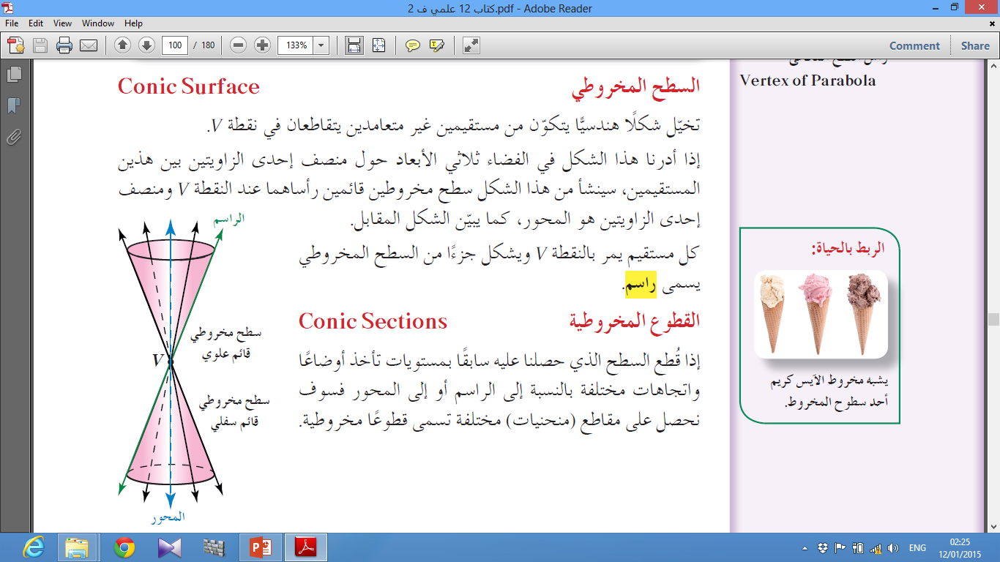 كتاب 12 علمي ف 2.pdf - Adobe Reader
File Edit View Window Help
100 / 180 133% Comment Share
Vertex of Parabola
السطح المخروطي Conic Surface
تخيّل شكلًا هندسيًّا يتكوّن من مستقيمين غير متعامدين يتقاطعان في نقطة V.
إذا أدرنا هذا الشكل في الفضاء ثلاثي الأبعاد حول منصف إحدى الزاويتين بين هذين
المستقيمين، سينشأ من هذا الشكل سطح مخروطين قائمين رأساهما عند النقطة V ومنصف
إحدى الزاويتين هو المحور، كما يبيّن الشكل المقابل.
كل مستقيم يمر بالنقطة V ويشكل جزءًا من السطح المخروطي
يسمى راسم.
القطوع المخروطية Conic Sections
إذا قُطع السطح الذي حصلنا عليه سابقًا بمستويات تأخذ أوضاعًا
واتجاهات مختلفة بالنسبة إلى الراسم أو إلى المحور فسوف
نحصل على مقاطع (منحنيات) مختلفة تسمى قطوعًا مخروطية.
الراسم
سطح مخروطي
قائم علوي
V
سطح مخروطي
قائم سفلي
المحور
الربط بالحياة:
يشبه مخروط الآيس كريم
أحد سطوح المخروط.
ENG
02:25
12/01/2015